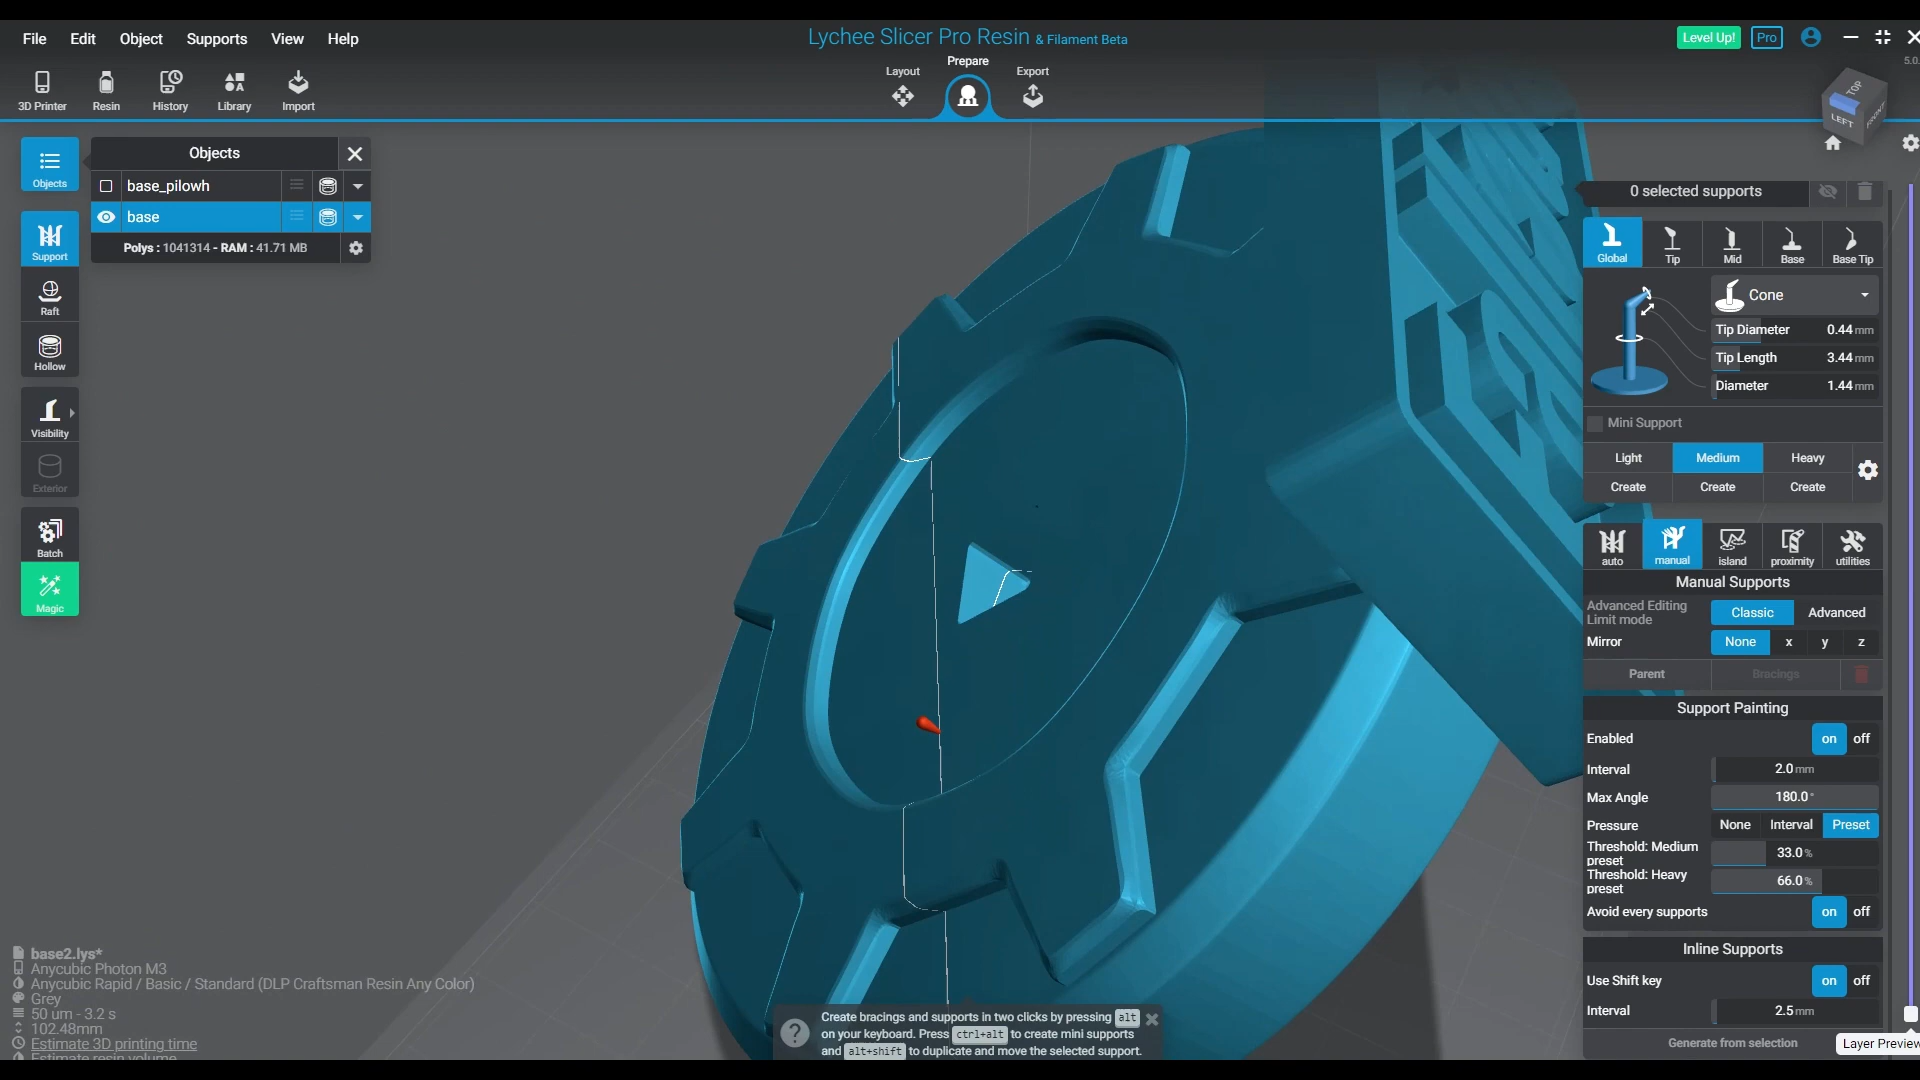 File Edit Object Supports View Help
Lychee Slicer Pro Resin & Filament Beta
Level Up! Pro
5.0.
3D Printer Resin History Library Import
Layout Prepare Export
TOP
LEFT
FRONT
Objects
Objects
base_pilowh
base
Polys : 1041314 - RAM : 41.71 MB
Support
Raft
Hollow
Visibility
Exterior
Batch
Magic
0 selected supports
Global Tip Mid Base Base Tip
Cone
Tip Diameter 0.44 mm
Tip Length 3.44 mm
Diameter 1.44 mm
Mini Support
Light Medium Heavy
Create Create Create
auto manual island proximity utilities
Manual Supports
Advanced Editing
Limit mode
Classic Advanced
Mirror None x y z
Parent Bracings
Support Painting
Enabled on off
Interval 2.0 mm
Max Angle 180.0 °
Pressure None Interval Preset
Threshold: Medium
preset
33.0 %
Threshold: Heavy
preset
66.0 %
Avoid every supports on off
Inline Supports
Use Shift key on off
Interval 2.5 mm
Generate from selection
Layer Preview
base2.lys*
Anycubic Photon M3
Anycubic Rapid / Basic / Standard (DLP Craftsman Resin Any Color)
Grey
50 um - 3.2 s
102.48mm
Estimate 3D printing time
Estimate resin volume
Create bracings and supports in two clicks by pressing alt
on your keyboard. Press ctrl+alt to create mini supports
and alt+shift to duplicate and move the selected support.